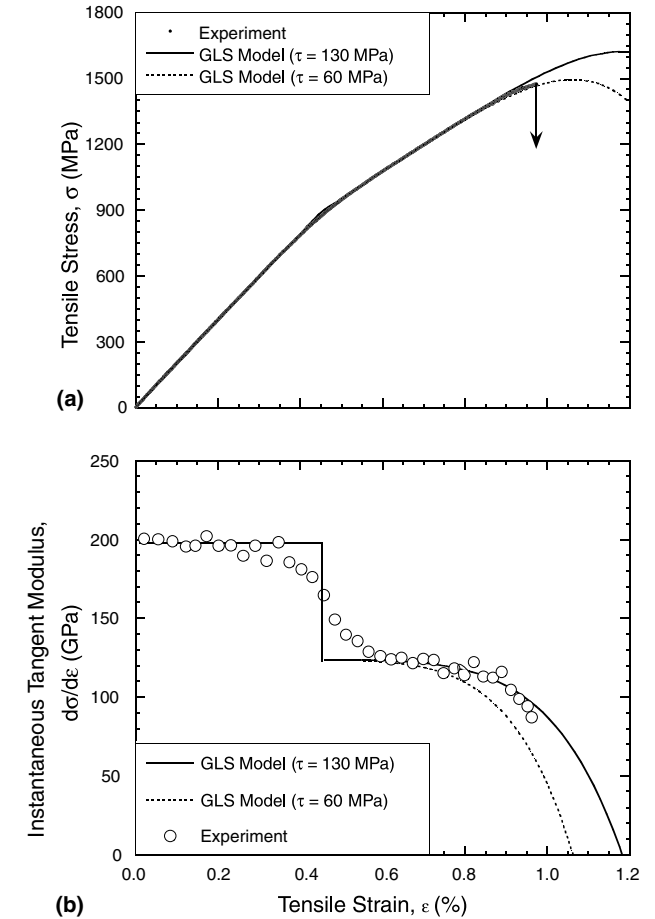 1800
1500
1200
900
600
300
0
Tensile Stress, σ (MPa)
Experiment
GLS Model (τ = 130 MPa)
GLS Model (τ = 60 MPa)
(a)
250
200
150
100
50
0
Instantaneous Tangent Modulus,
dσ/dε (GPa)
GLS Model (τ = 130 MPa)
GLS Model (τ = 60 MPa)
Experiment
0.0 0.2 0.4 0.6 0.8 1.0 1.2
(b)
Tensile Strain, ε (%)